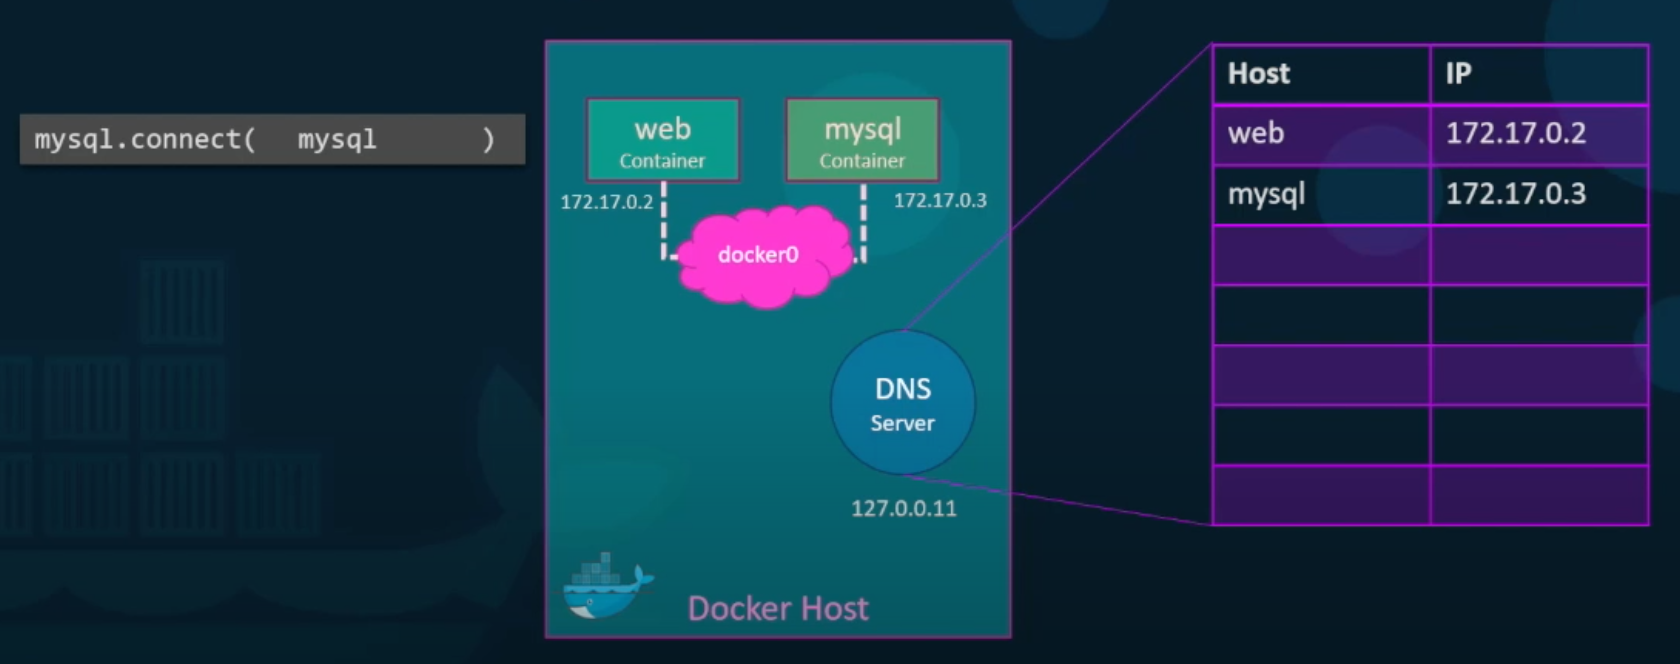 mysql.connect( mysql )
web
Container
172.17.0.2
mysql
Container
172.17.0.3
docker0
DNS
Server
127.0.0.11
Docker Host
Host IP
web 172.17.0.2
mysql 172.17.0.3